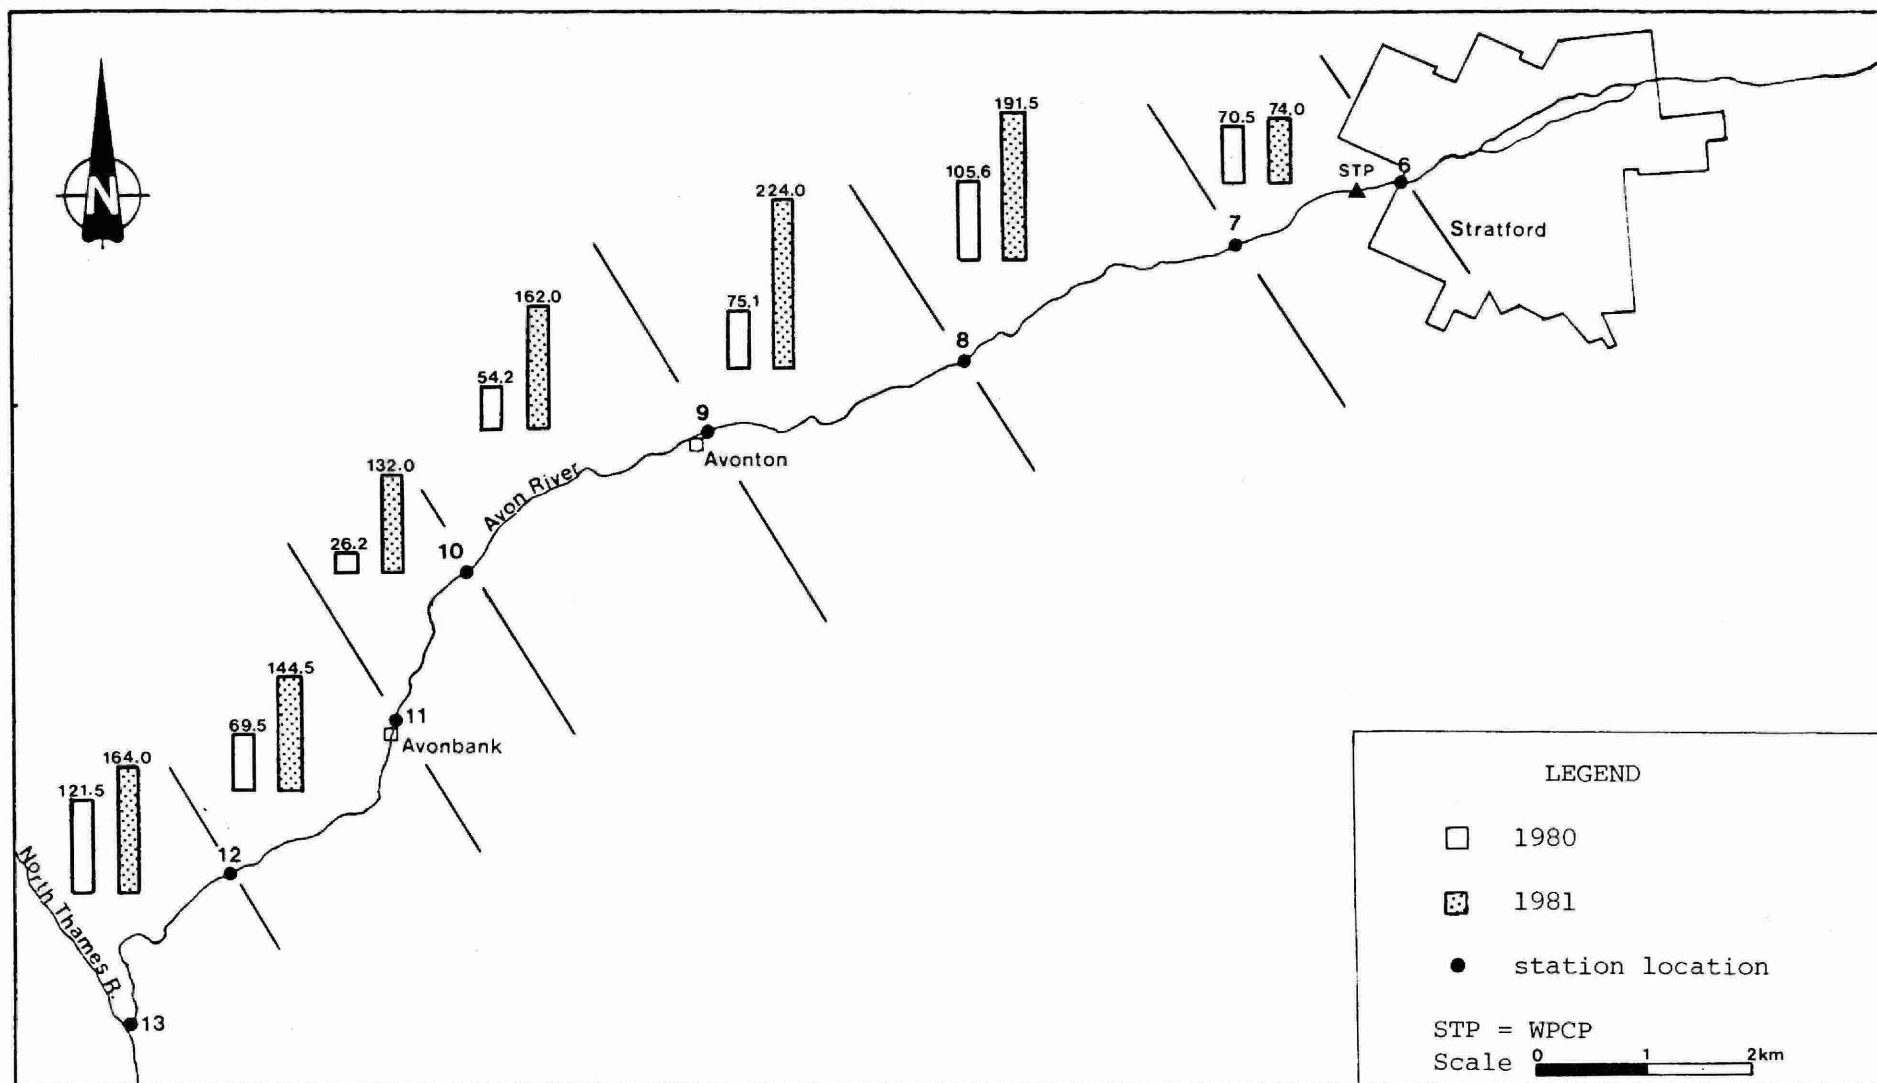 N
191.5
105.6
70.5
74.0
STP
6
Stratford
7
224.0
75.1
8
162.0
54.2
9
Avonton
Avon River
132.0
26.2
10
144.5
69.5
11
Avonbank
164.0
121.5
12
North Thames R.
13
LEGEND
1980
1981
station location
STP = WPCP
Scale 0 1 2km